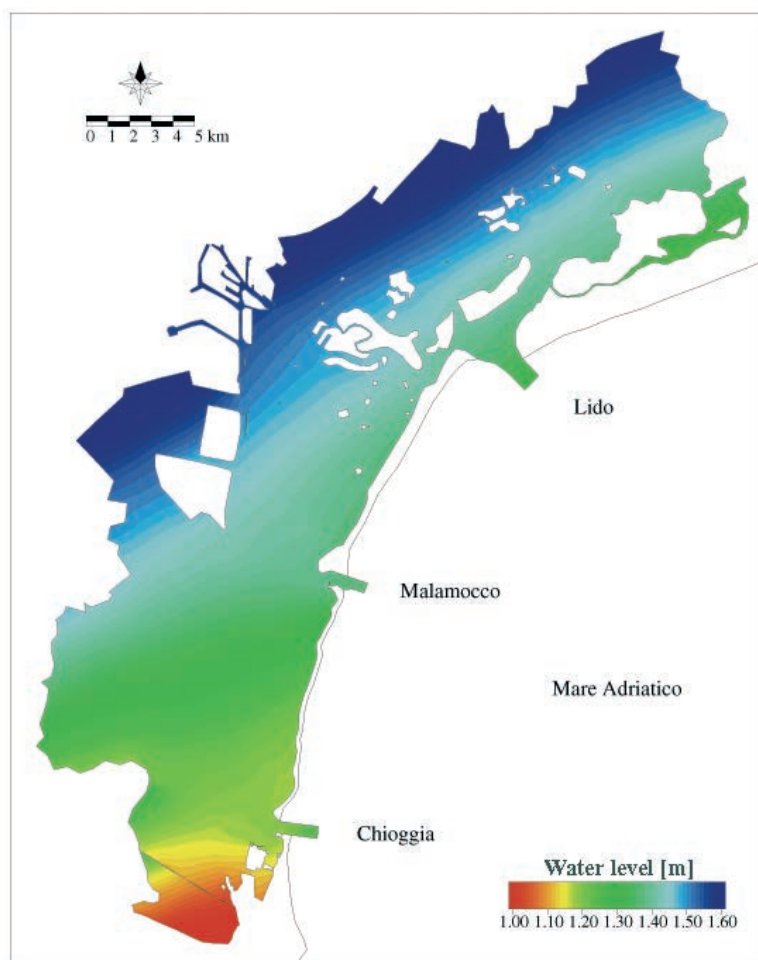 0 1 2 3 4 5 km
Lido
Malamocco
Mare Adriatico
Chioggia
Water level [m]
1.00 1.10 1.20 1.30 1.40 1.50 1.60